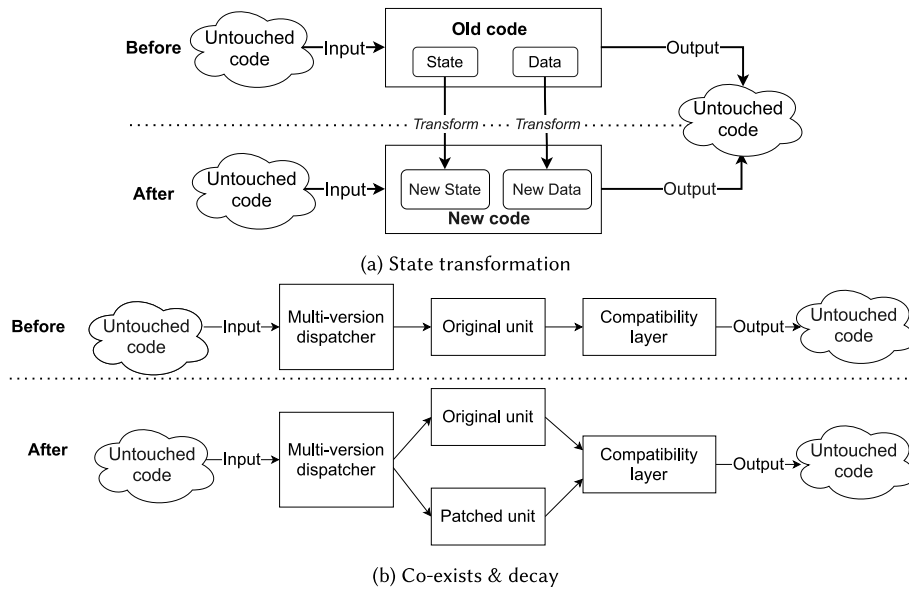 Before
Untouched
code
Input
Old code
State
Data
Output
Transform
Transform
Untouched
code
After
Untouched
code
Input
New State
New Data
New code
Output
(a) State transformation
Before
Untouched
code
Input
Multi-version
dispatcher
Original unit
Compatibility
layer
Output
Untouched
code
After
Untouched
code
Input
Multi-version
dispatcher
Original unit
Patched unit
Compatibility
layer
Output
Untouched
code
(b) Co-exists & decay